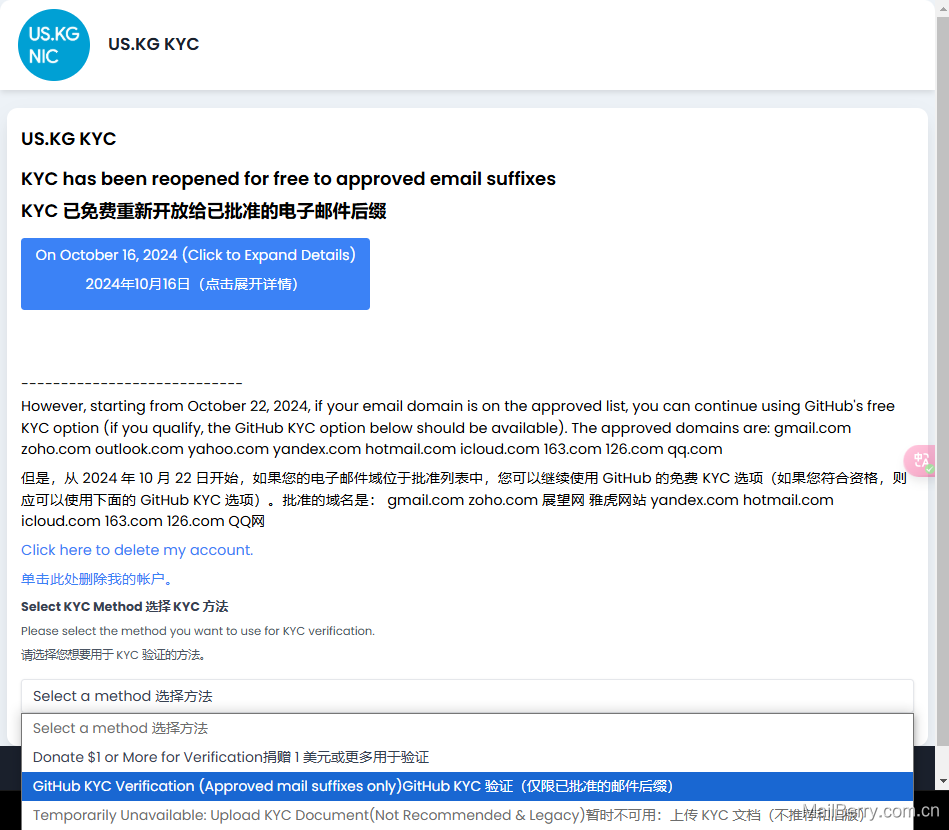 US.KG
NIC
US.KG KYC
US.KG KYC
KYC has been reopened for free to approved email suffixes
KYC 已免费重新开放给已批准的电子邮件后缀
On October 16, 2024 (Click to Expand Details)
2024年10月16日（点击展开详情）
----------------------------
However, starting from October 22, 2024, if your email domain is on the approved list, you can continue using GitHub's free
KYC option (if you qualify, the GitHub KYC option below should be available). The approved domains are: gmail.com
zoho.com outlook.com yahoo.com yandex.com hotmail.com icloud.com 163.com 126.com qq.com
但是，从 2024 年 10 月 22 日开始，如果您的电子邮件域位于批准列表中，您可以继续使用 GitHub 的免费 KYC 选项（如果您符合资格，则
应可以使用下面的 GitHub KYC 选项）。批准的域名是： gmail.com zoho.com 展望网 雅虎网站 yandex.com hotmail.com
icloud.com 163.com 126.com QQ网
Click here to delete my account.
单击此处删除我的帐户。
Select KYC Method 选择 KYC 方法
Please select the method you want to use for KYC verification.
请选择您想要用于 KYC 验证的方法。
Select a method 选择方法
Select a method 选择方法
Donate $1 or More for Verification捐赠 1 美元或更多用于验证
GitHub KYC Verification (Approved mail suffixes only)GitHub KYC 验证（仅限已批准的邮件后缀）
Temporarily Unavailable: Upload KYC Document(Not Recommended & Legacy)暂时不可用：上传 KYC 文档（不推荐和旧版）
MailBerry.com.cn